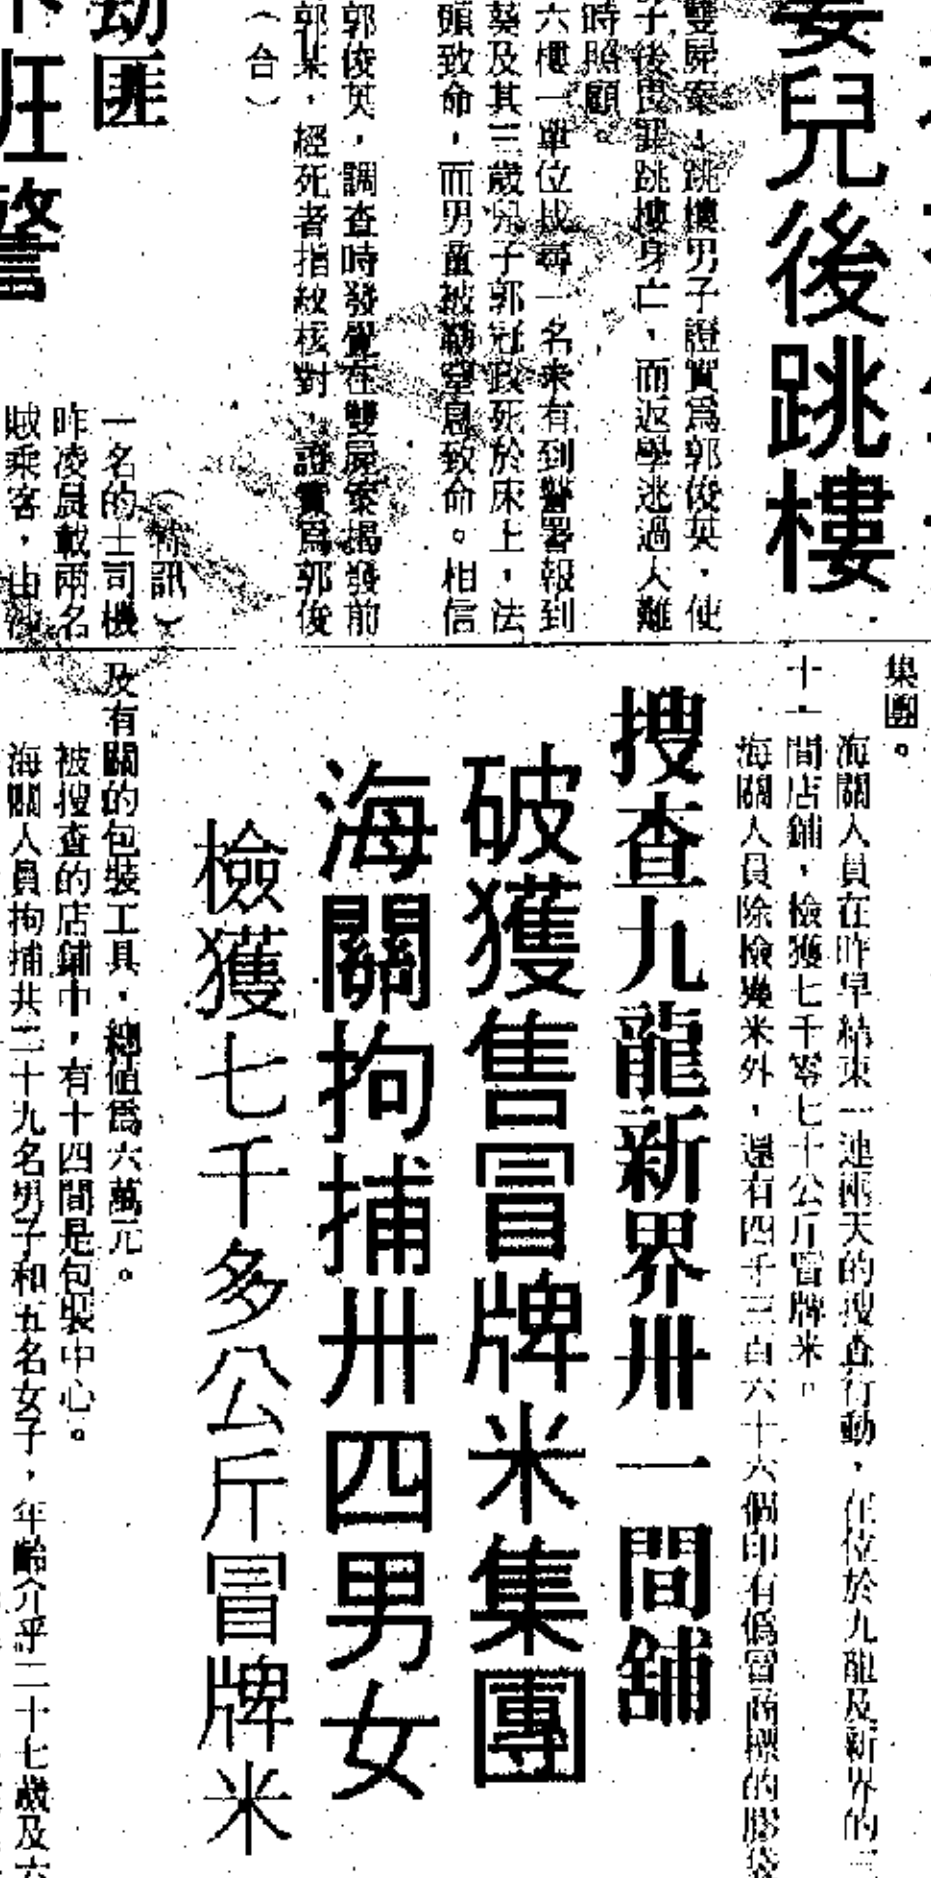 妻兒後跳樓
雙屍案，跳樓男子證實爲郭俊英，使
子後畏罪跳樓身亡，而返學逃過大難
時照顧。
六樓一單位找尋一名未有到警署報到
葵及其三歲兒子郭冠政死於床上，法
頭致命，而男童被勒窒息致命。相信
郭俊英，調查時發覺在雙屍案揭發前
郭某，經死者指紋核對，證實爲郭俊
（合）
劫匪
班警
（特訊）
一名的士司機
昨凌晨載兩名
賊乘客，由
集團。
海關人員在昨早結束一連兩天的搜查行動，在位於九龍及新界的三
十一間店鋪，檢獲七千零七十公斤冒牌米。
海關人員除檢獲米外，還有四千三百六十六個印有僞冒商標的膠袋
搜查九龍新界卅一間舖
破獲售冒牌米集團
海關拘捕卅四男女
檢獲七千多公斤冒牌米
及有關的包裝工具，總值爲六萬元。
被搜查的店鋪中，有十四間是包裝中心。
海關人員拘捕共二十九名男子和五名女子，年齡介乎二十七歲及六